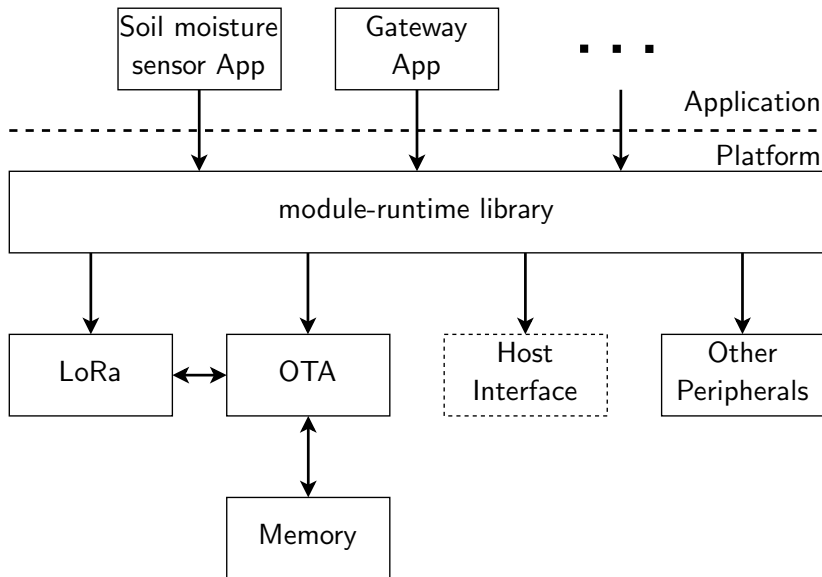 Soil moisture
sensor App
Gateway
App
. . .
Application
Platform
module-runtime library
LoRa
OTA
Host
Interface
Other
Peripherals
Memory